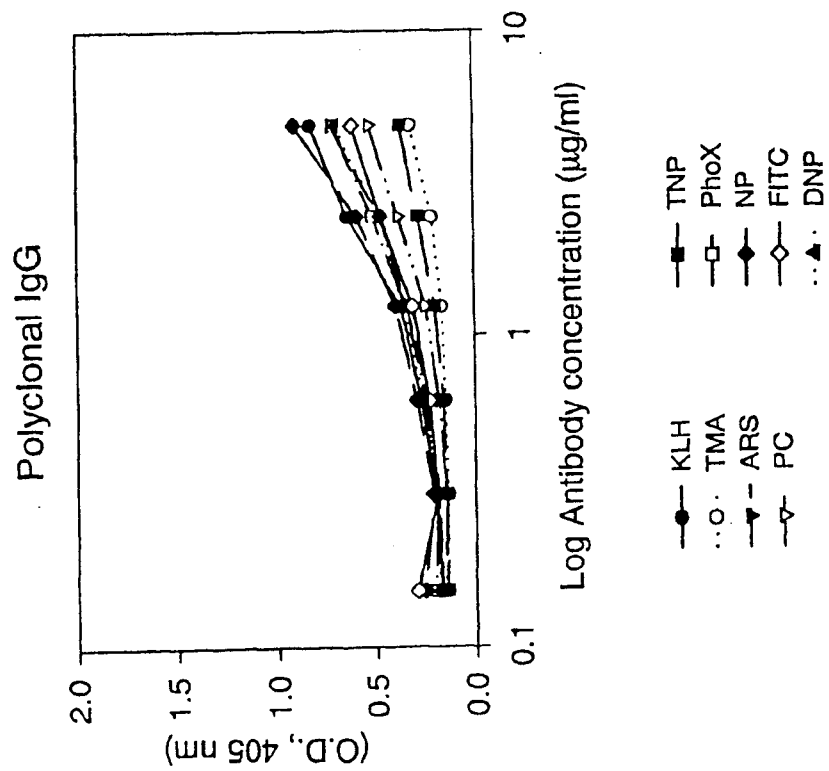 Polyclonal IgG
(O.D., 405 nm)
2.0
1.5
1.0
0.5
0.0
0.1
1
10
Log Antibody concentration (µg/ml)
KLH
TMA
ARS
PC
TNP
PhoX
NP
FITC
DNP